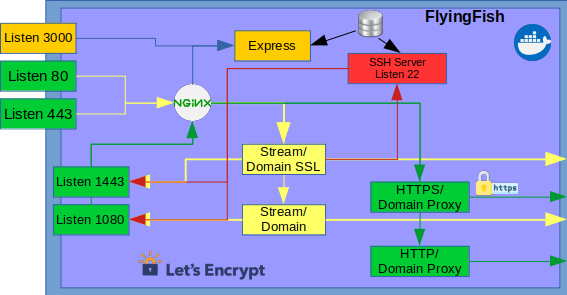 FlyingFish
Listen 3000
Express
SSH Server
Listen 22
Listen 80
Listen 443
NGiNX
Stream/
Domain SSL
Listen 1443
HTTPS/
Domain Proxy
https
Listen 1080
Stream/
Domain
HTTP/
Domain Proxy
Let's Encrypt